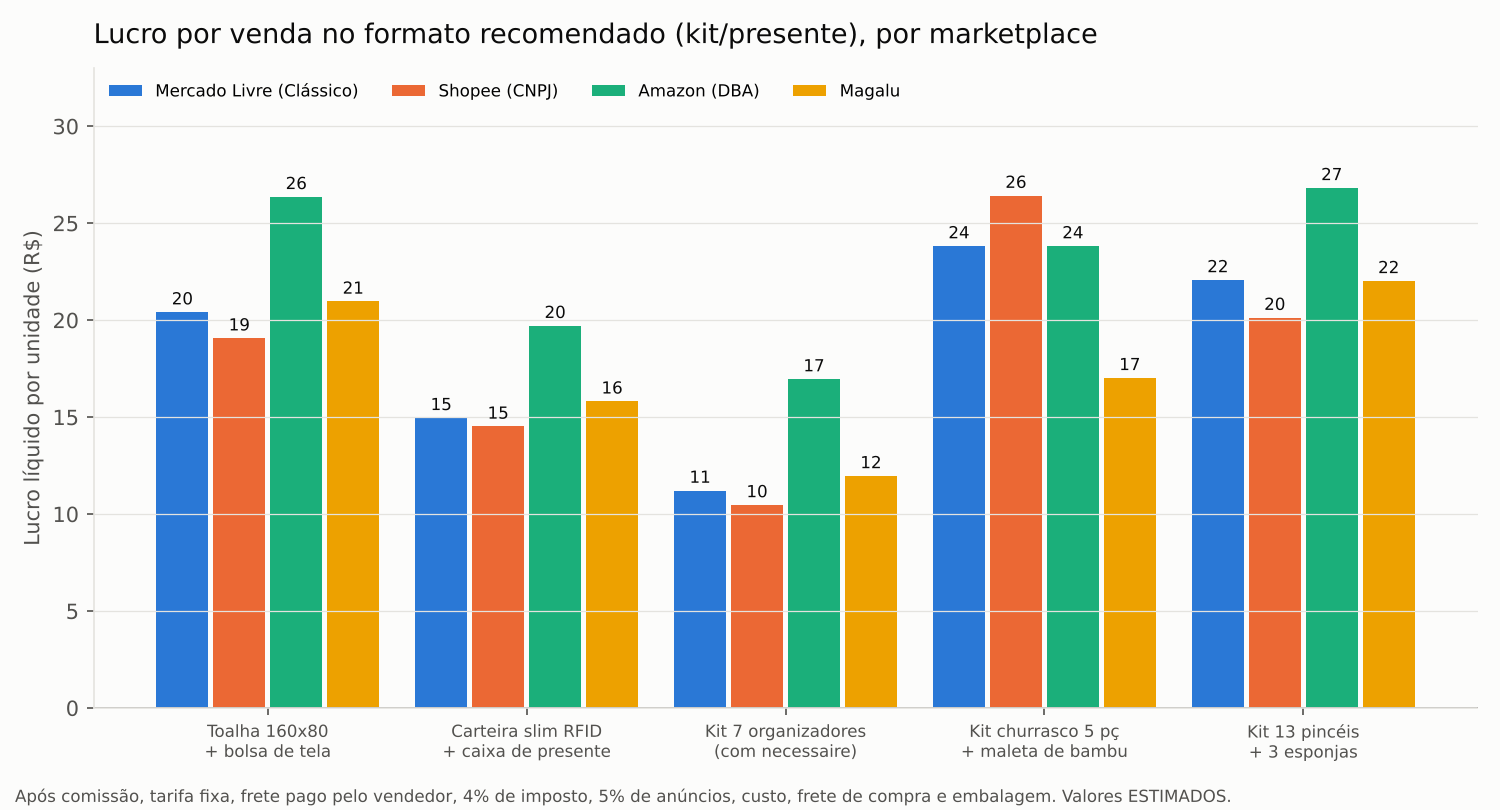 Lucro por venda no formato recomendado (kit/presente), por marketplace
Mercado Livre (Clássico) Shopee (CNPJ) Amazon (DBA) Magalu
Lucro líquido por unidade (R$)
30
25
20
15
10
5
0
20 19 26 21
15 15 20 16
11 10 17 12
24 26 24 17
22 20 27 22
Toalha 160x80
+ bolsa de tela
Carteira slim RFID
+ caixa de presente
Kit 7 organizadores
(com necessaire)
Kit churrasco 5 pç
+ maleta de bambu
Kit 13 pincéis
+ 3 esponjas
Após comissão, tarifa fixa, frete pago pelo vendedor, 4% de imposto, 5% de anúncios, custo, frete de compra e embalagem. Valores ESTIMADOS.